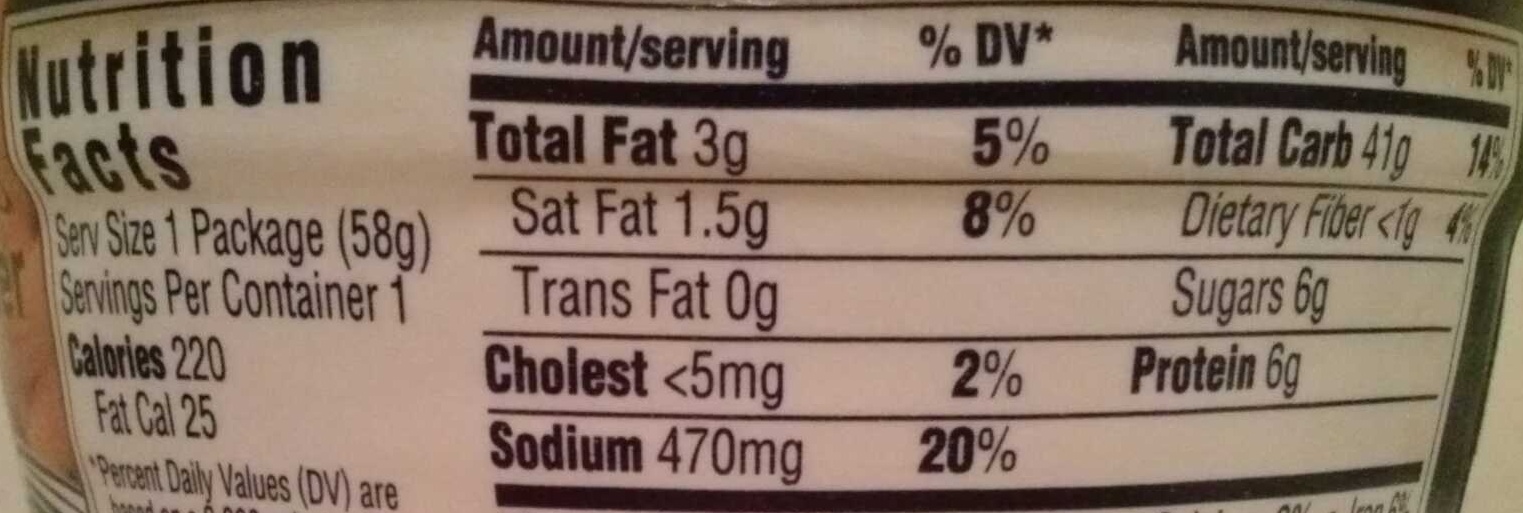 Nutrition
Facts
Serv Size 1 Package (58g)
Servings Per Container 1
Calories 220
Fat Cal 25
*Percent Daily Values (DV) are
Amount/serving % DV*
Total Fat 3g 5%
Sat Fat 1.5g 8%
Trans Fat 0g
Cholest <5mg 2%
Sodium 470mg 20%
Amount/serving % DV*
Total Carb 41g 14%
Dietary Fiber <1g 4%
Sugars 6g
Protein 6g
Iron 6%